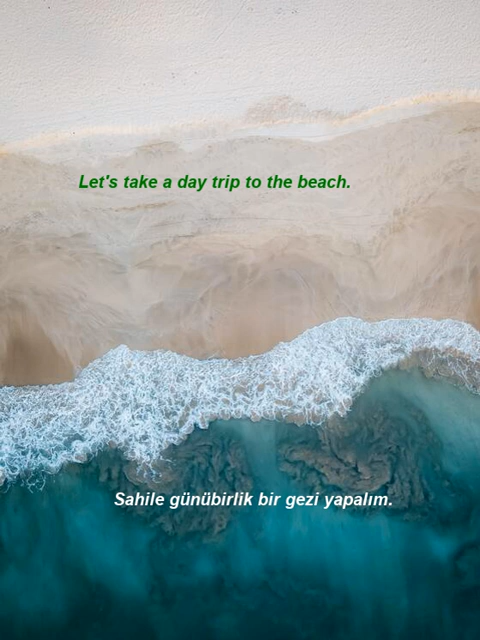 Let's take a day trip to the beach.
Sahile günübirlik bir gezi yapalım.